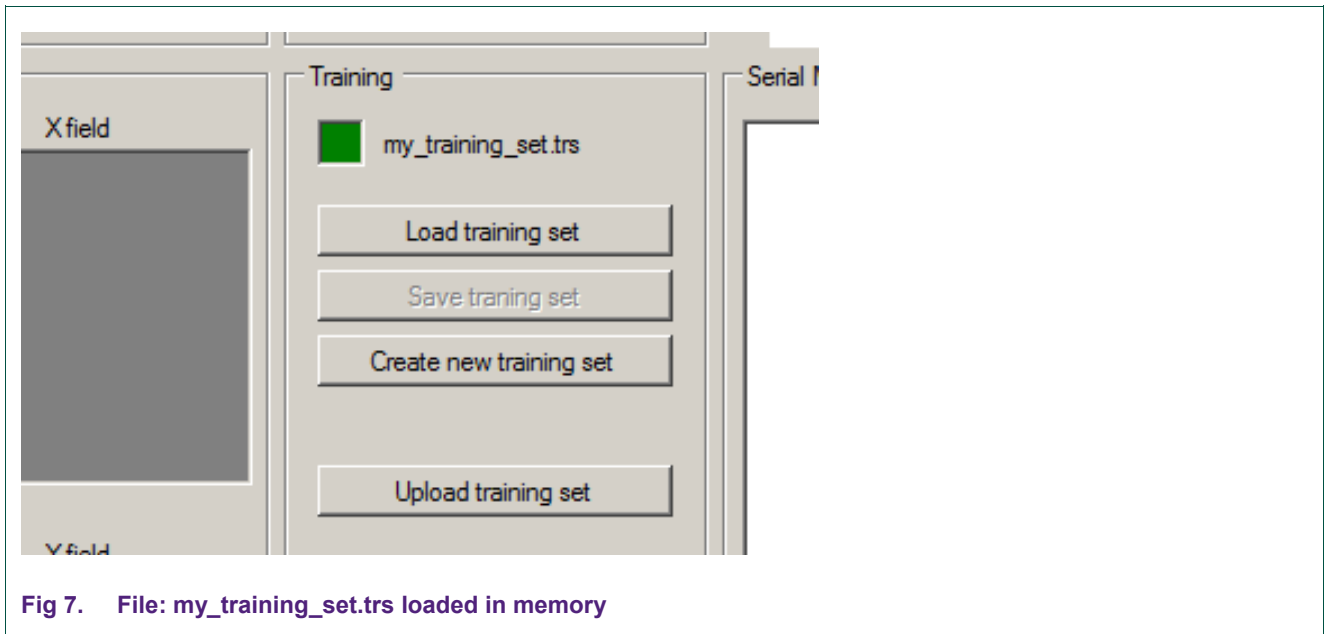 X field
Training
my_training_set.trs
Load training set
Save traning set
Create new training set
Upload training set
Serial
Y field
Fig 7. File: my_training_set.trs loaded in memory